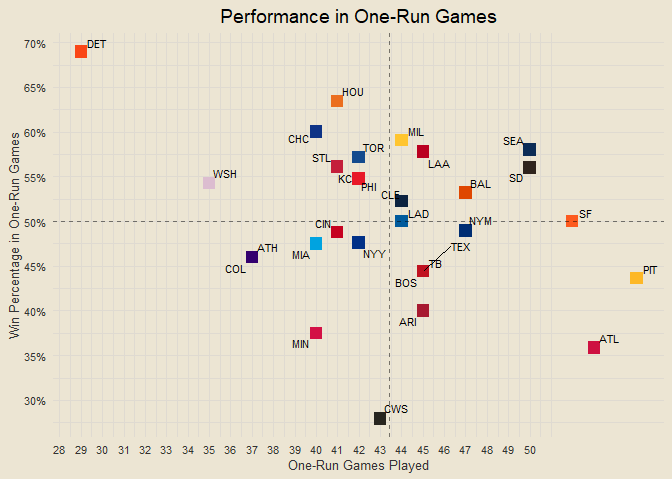 Performance in One-Run Games
70%
DET
65%
HOU
60%
CHC
MIL
SEA
TOR
STL
LAA
55%
WSH
KC
SD
PHI
BAL
CLE
LAD
SF
50%
CIN
NYM
ATH
MIA
NYY
TEX
45%
COL
TB
PIT
BOS
40%
ARI
MIN
ATL
35%
30%
CWS
28 29 30 31 32 33 34 35 36 37 38 39 40 41 42 43 44 45 46 47 48 49 50
One-Run Games Played
Win Percentage in One-Run Games